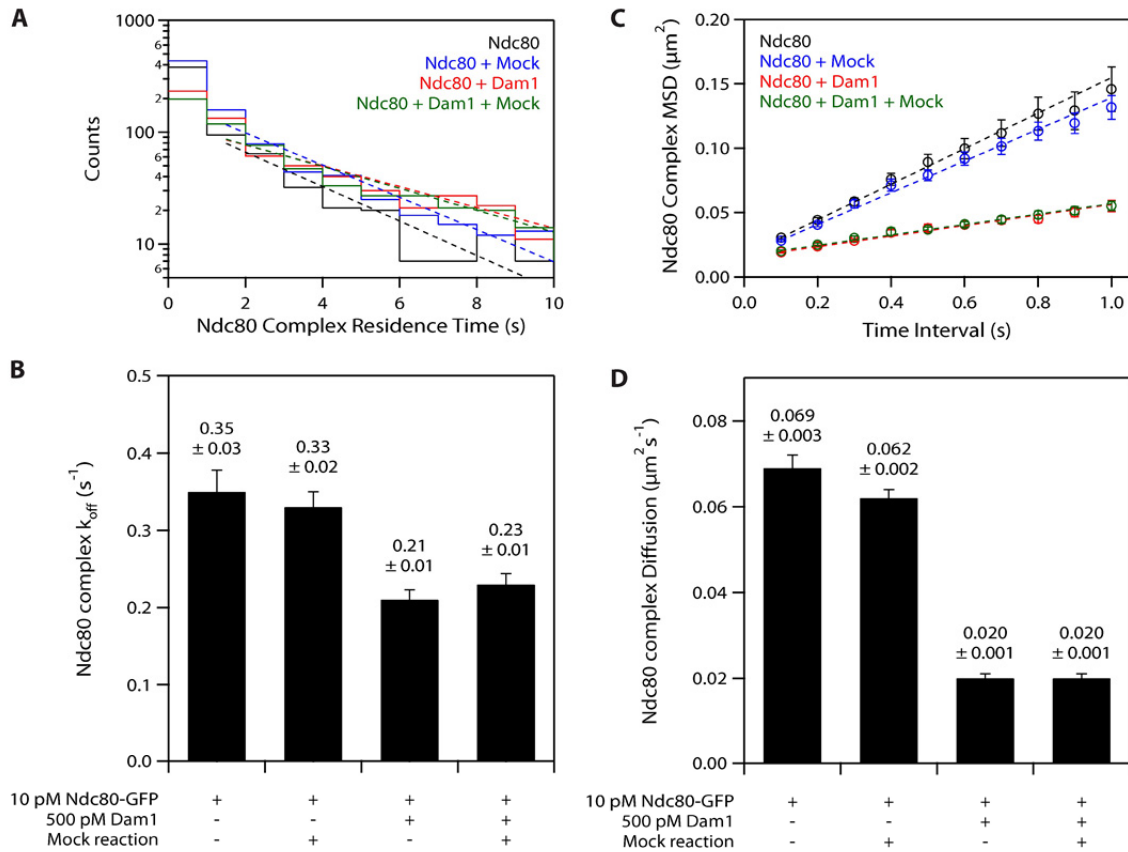 A
1000
6
4
2
100
6
4
2
10
6
Counts
0
2
4
6
8
10
Ndc80 Complex Residence Time (s)
Ndc80
Ndc80 + Mock
Ndc80 + Dam1
Ndc80 + Dam1 + Mock
C
0.20
0.15
0.10
0.05
0.00
Ndc80 Complex MSD (μm²)
0.0
0.2
0.4
0.6
0.8
1.0
Time Interval (s)
Ndc80
Ndc80 + Mock
Ndc80 + Dam1
Ndc80 + Dam1 + Mock
B
0.5
0.4
0.3
0.2
0.1
0.0
Ndc80 complex k_off (s⁻¹)
0.35
± 0.03
0.33
± 0.02
0.21
± 0.01
0.23
± 0.01
10 pM Ndc80-GFP + + + +
500 pM Dam1 - - + +
Mock reaction - + - +
D
0.08
0.06
0.04
0.02
0.00
Ndc80 complex Diffusion (μm² s⁻¹)
0.069
± 0.003
0.062
± 0.002
0.020
± 0.001
0.020
± 0.001
10 pM Ndc80-GFP + + + +
500 pM Dam1 - - + +
Mock reaction - + - +